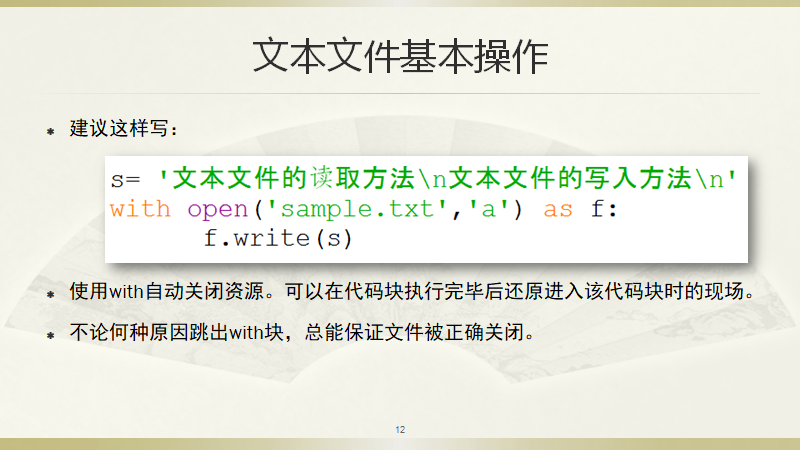 文本文件基本操作
建议这样写：
s= '文本文件的读取方法\n文本文件的写入方法\n'
with open('sample.txt','a') as f:
f.write(s)
使用with自动关闭资源。可以在代码块执行完毕后还原进入该代码块时的现场。
不论何种原因跳出with块，总能保证文件被正确关闭。
12